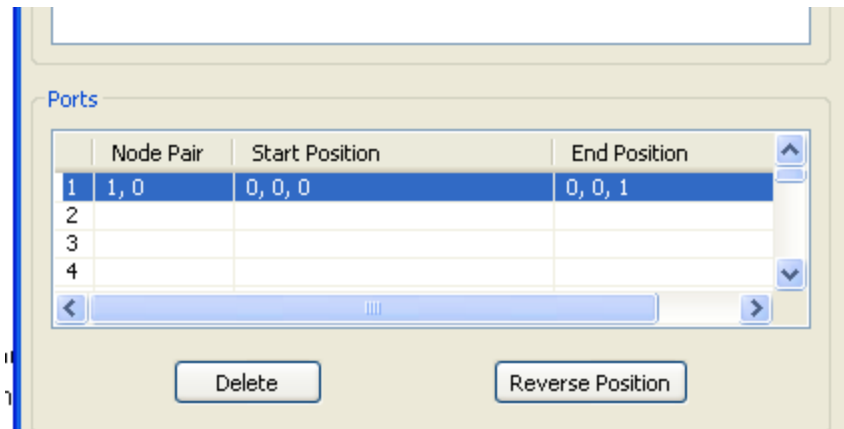 Ports
Node Pair Start Position End Position
1 1, 0 0, 0, 0 0, 0, 1
2
3
4
Delete Reverse Position